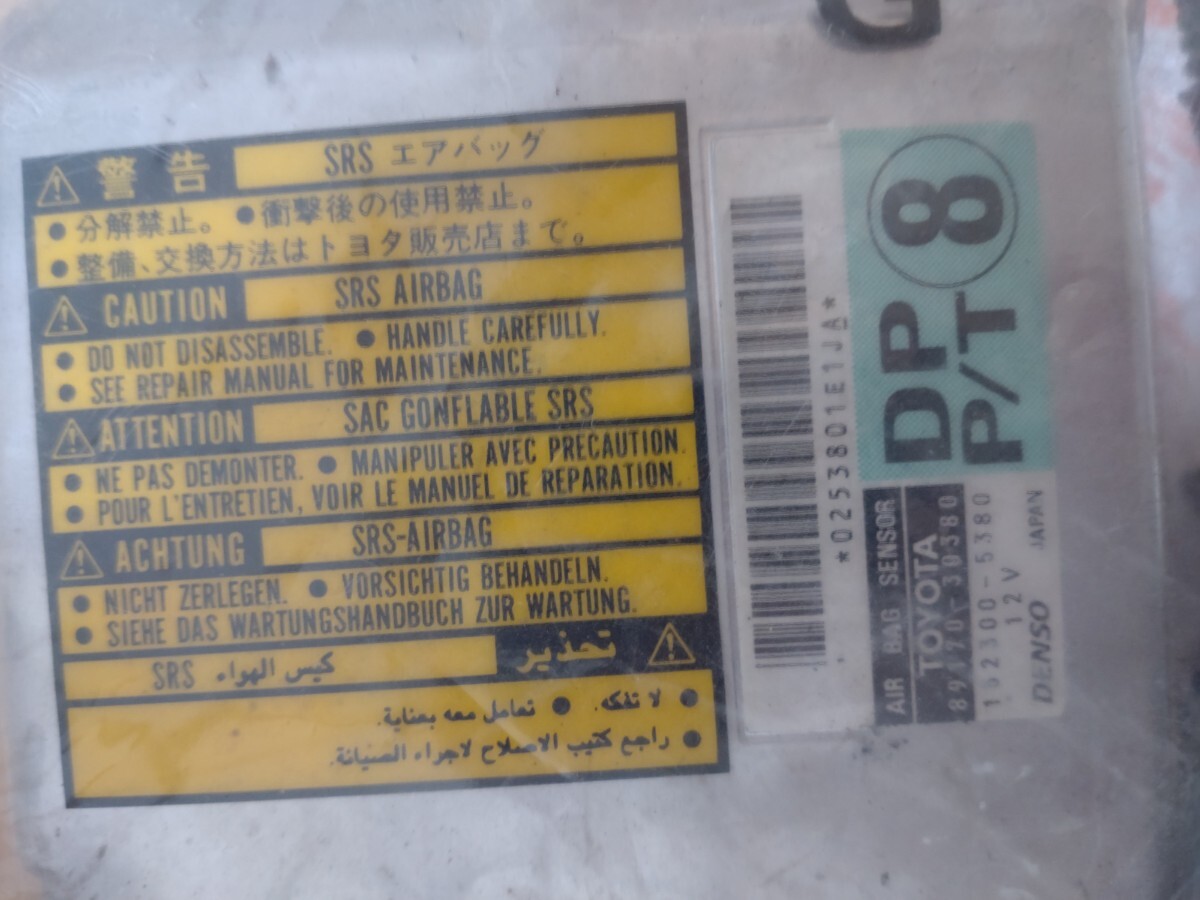 警告 SRS エアバッグ
●分解禁止。 ●衝撃後の使用禁止。
●整備、交換方法はトヨタ販売店まで。
CAUTION SRS AIRBAG
● DO NOT DISASSEMBLE. ● HANDLE CAREFULLY.
● SEE REPAIR MANUAL FOR MAINTENANCE.
ATTENTION SAC GONFLABLE SRS
● NE PAS DEMONTER. ● MANIPULER AVEC PRECAUTION.
● POUR L'ENTRETIEN, VOIR LE MANUEL DE REPARATION.
ACHTUNG SRS-AIRBAG
● NICHT ZERLEGEN. ● VORSICHTIG BEHANDELN.
● SIEHE DAS WARTUNGSHANDBUCH ZUR WARTUNG.
تحذير كيس الهواء SRS
● لا تفكه. ● تعامل معه بعناية.
● راجع كتيب الاصلاح لاجراء الصيانة.
G
DP 8
P/T
*02253801E1JA*
AIR BAG SENSOR
TOYOTA
89170-30380
152300-5380
12V
DENSO JAPAN